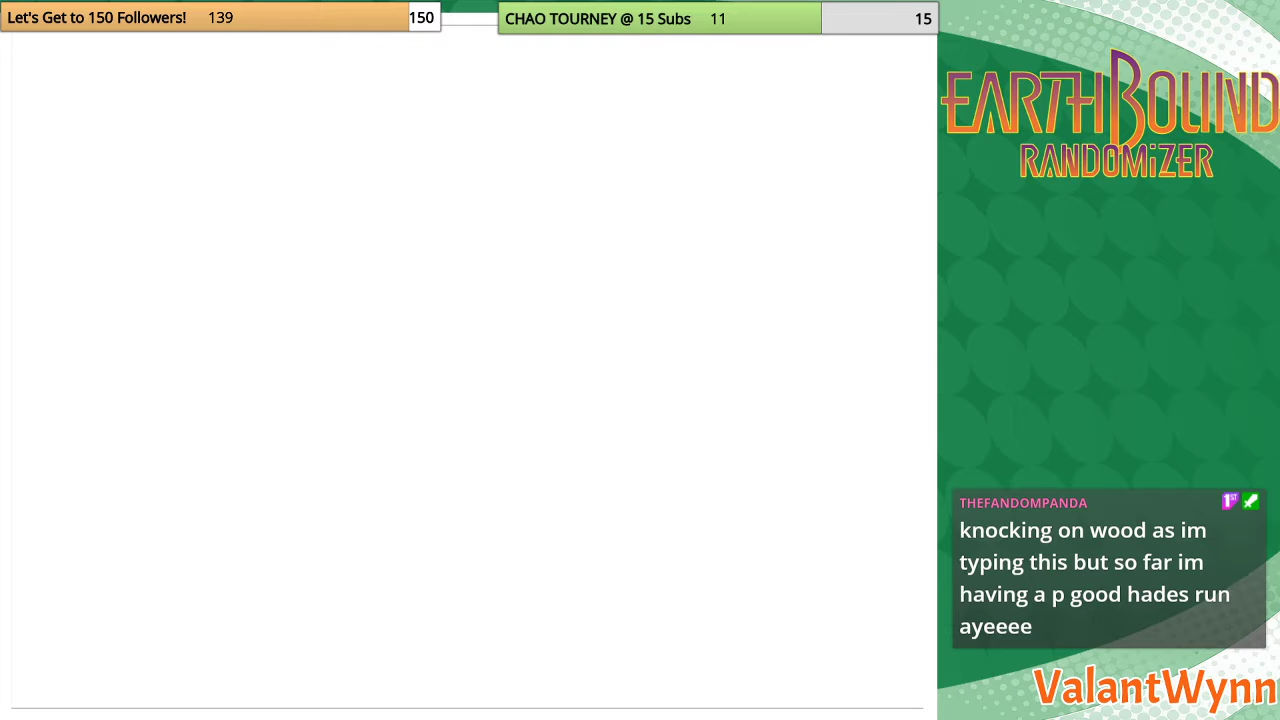 Let's Get to 150 Followers! 139 150
CHAO TOURNEY @ 15 Subs 11 15
EARTHBOUND
RANDOMiZER
THEFANDOMPANDA 1ST
knocking on wood as im
typing this but so far im
having a p good hades run
ayeeee
ValantWynn